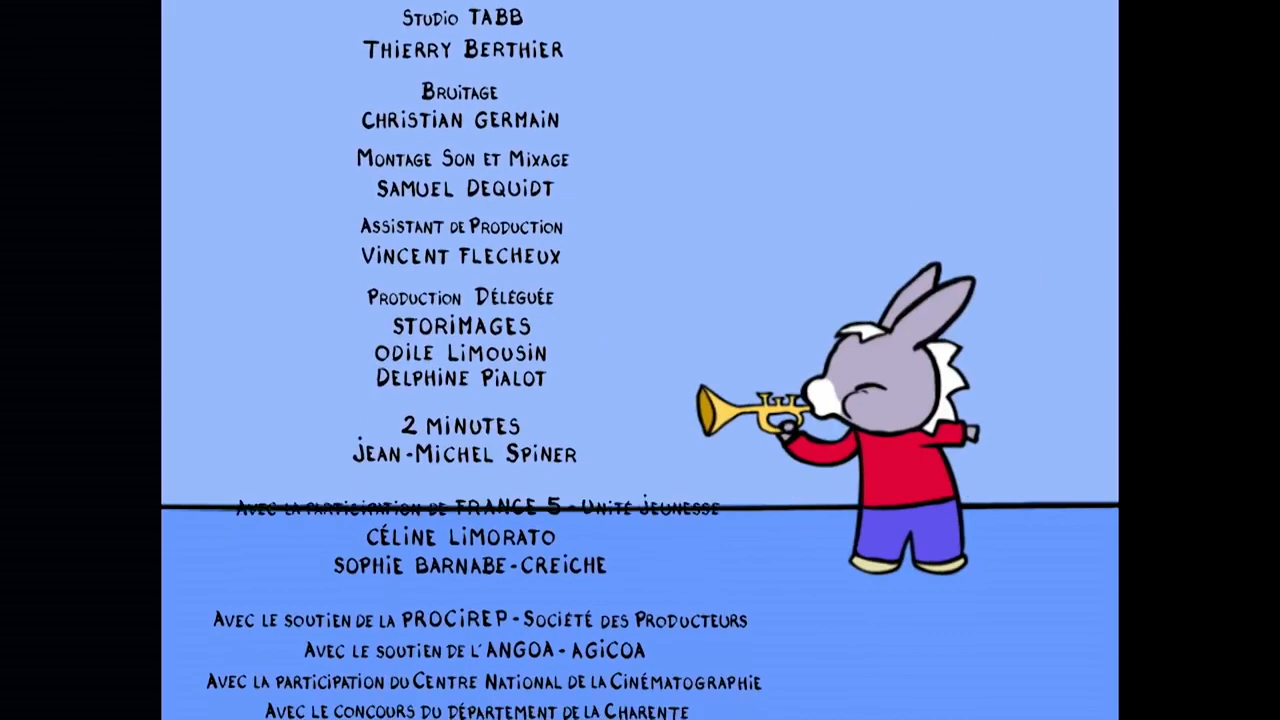 Studio TABB
THiERRY BERTHiER
BRUiTAGE
CHRiSTiAN GERMAiN
MONTAGE SON ET MiXAGE
SAMUEL DEQUiDT
ASSiSTANT DE PRODUCTiON
ViNCENT FLECHEUX
PRODUCTiON DÉLÉGUÉE
STORiMAGES
ODiLE LiMOUSiN
DELPHiNE PiALOT
2 MiNUTES
JEAN-MiCHEL SPiNER
AVEC LA PARTiCiPATiON DE FRANCE 5 - UNiTÉ JEUNESSE
CÉLiNE LiMORATO
SOPHiE BARNABE-CREiCHE
AVEC LE SOUTiEN DE LA PROCiREP - SOCiÉTÉ DES PRODUCTEURS
AVEC LE SOUTiEN DE L'ANGOA - AGiCOA
AVEC LA PARTiCiPATiON DU CENTRE NATiONAL DE LA CiNÉMATOGRAPHiE
AVEC LE CONCOURS DU DÉPARTEMENT DE LA CHARENTE